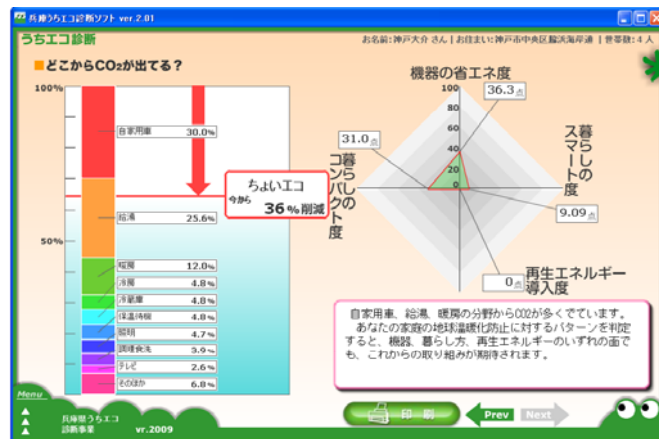 兵庫うちエコ診断ソフト ver.2.01
うちエコ診断
お名前:神戸大介 さん | お住まい:神戸市中央区脇浜海岸通 | 世帯数:4 人
■どこからCO₂が出てる?
100%
自家用車 30.0%
ちょいエコ
今から 36%削減
給湯 25.6%
50%
暖房 12.0%
冷房 4.8%
冷蔵庫 4.8%
保温待機 4.8%
照明 4.7%
調理食洗 3.9%
テレビ 2.6%
そのほか 6.8%
機器の省エネ度
100
80
60
40
20
0
36.3点
31.0点
暮らしの
コンパクト度
暮らしの
スマート度
9.09点
0点
再生エネルギー
導入度
自家用車、給湯、暖房の分野からCO2が多くでています。
あなたの家庭の地球温暖化防止に対するパターンを判定
すると、機器、暮らし方、再生エネルギーのいずれの面で
も、これからの取り組みが期待されます。
Menu
兵庫県うちエコ
診断事業 vr.2009
印刷
Prev
Next